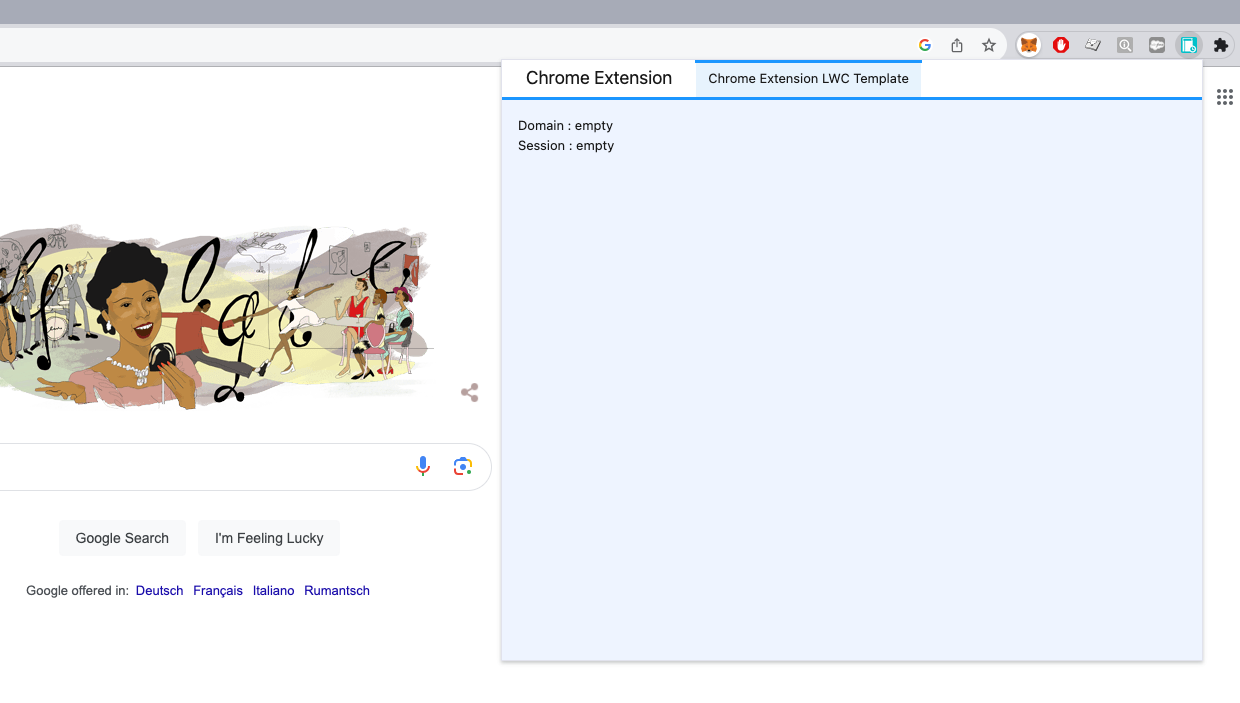 Chrome Extension
Chrome Extension LWC Template
Domain : empty
Session : empty
Google Search
I'm Feeling Lucky
Google offered in: Deutsch Français Italiano Rumantsch